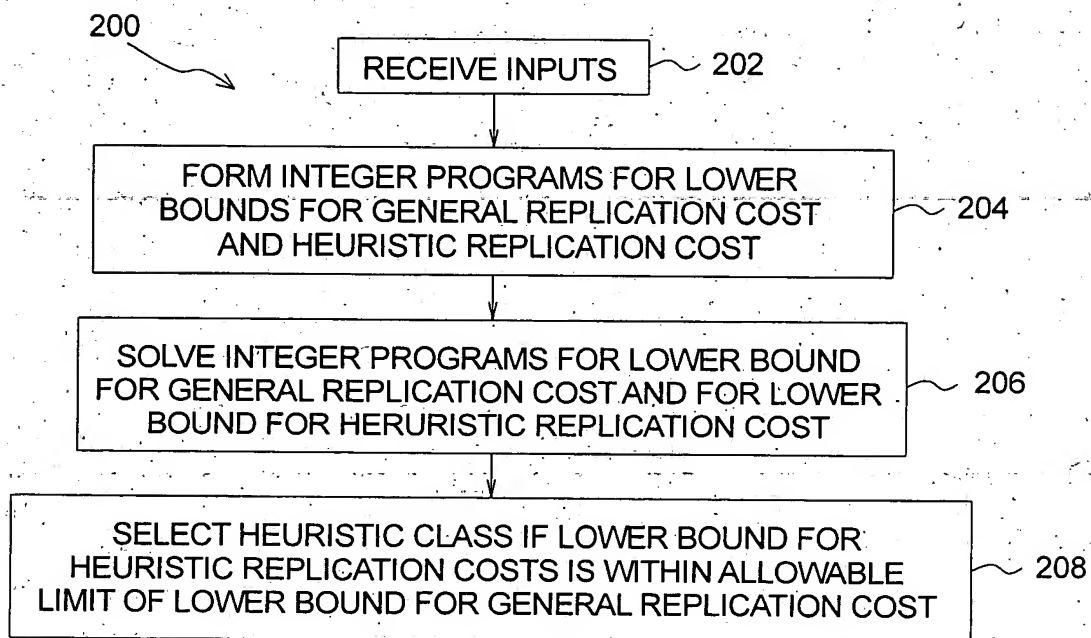 200
RECEIVE INPUTS 202
FORM INTEGER PROGRAMS FOR LOWER
BOUNDS FOR GENERAL REPLICATION COST
AND HEURISTIC REPLICATION COST
204
SOLVE INTEGER PROGRAMS FOR LOWER BOUND
FOR GENERAL REPLICATION COST AND FOR LOWER
BOUND FOR HERURISTIC REPLICATION COST
206
SELECT HEURISTIC CLASS IF LOWER BOUND FOR
HEURISTIC REPLICATION COSTS IS WITHIN ALLOWABLE
LIMIT OF LOWER BOUND FOR GENERAL REPLICATION COST
208